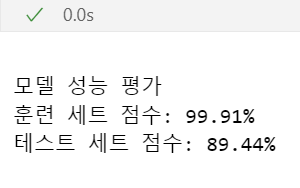 0.0s
모델 성능 평가
훈련 세트 점수: 99.91%
테스트 세트 점수: 89.44%